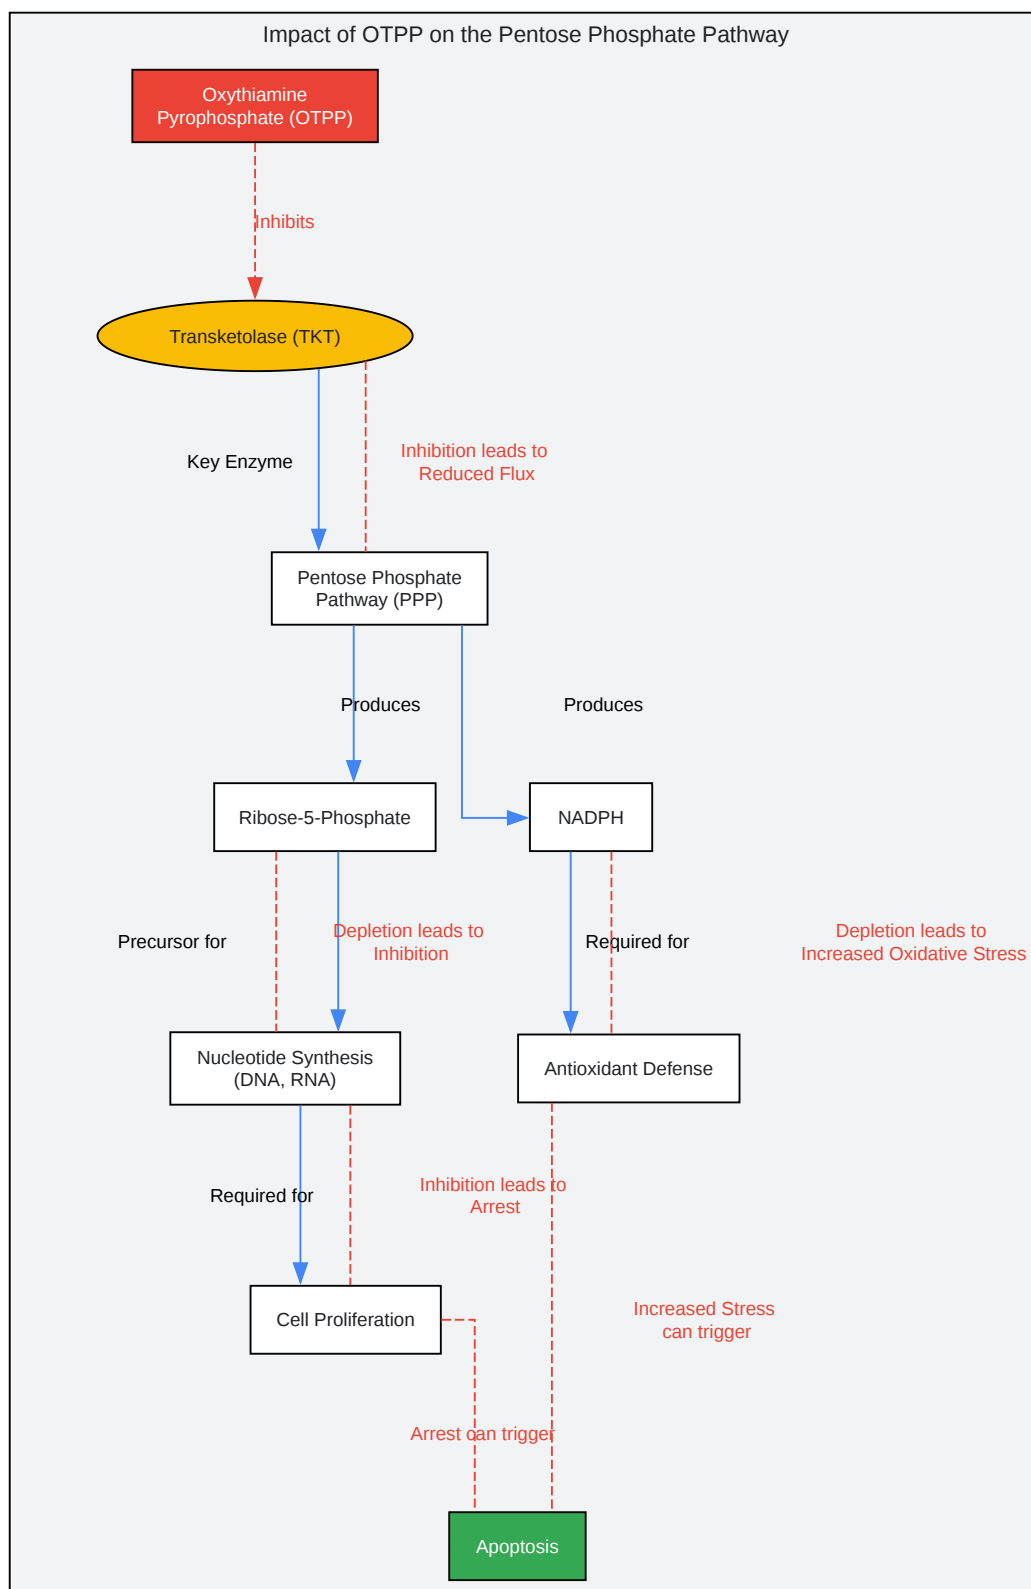 Impact of OTPP on the Pentose Phosphate Pathway
Oxythiamine
Pyrophosphate (OTPP)
Inhibits
Transketolase (TKT)
Key Enzyme
Inhibition leads to
Reduced Flux
Pentose Phosphate
Pathway (PPP)
Produces
Produces
Ribose-5-Phosphate
NADPH
Precursor for
Depletion leads to
Inhibition
Required for
Depletion leads to
Increased Oxidative Stress
Nucleotide Synthesis
(DNA, RNA)
Antioxidant Defense
Required for
Inhibition leads to
Arrest
Cell Proliferation
Increased Stress
can trigger
Arrest can trigger
Apoptosis